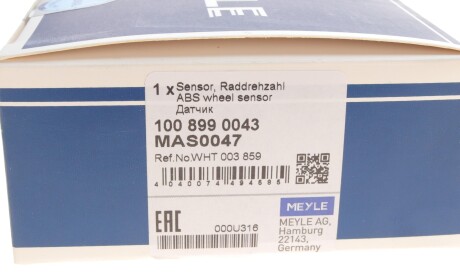 LE
1 x Sensor, Raddrehzahl
ABS wheel sensor
Датчик
100 899 0043
MAS0047
Ref.No.WHT 003 859
4 040074 494585
EAC
000U316
MEYLE
MEYLE AG,
Hamburg
22143,
Germany